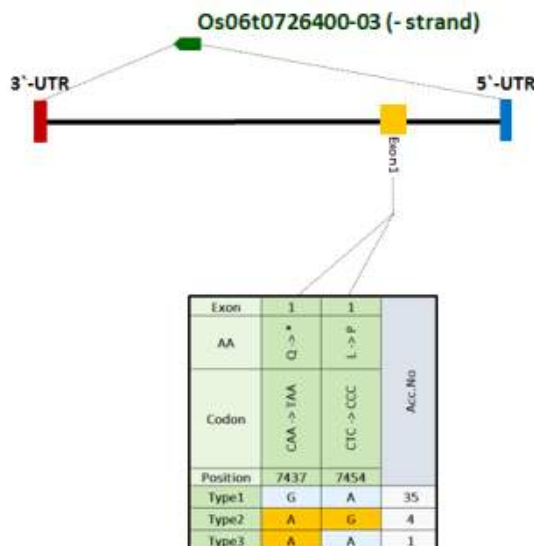 Os06t0726400-03 (- strand)
3`-UTR 5`-UTR
Exon1
Exon 1 1 Acc.No
AA Q -> * L -> P
Codon CAA -> TAA CTC -> CCC
Position 7437 7454
Type1 G A 35
Type2 A G 4
Type3 A A 1